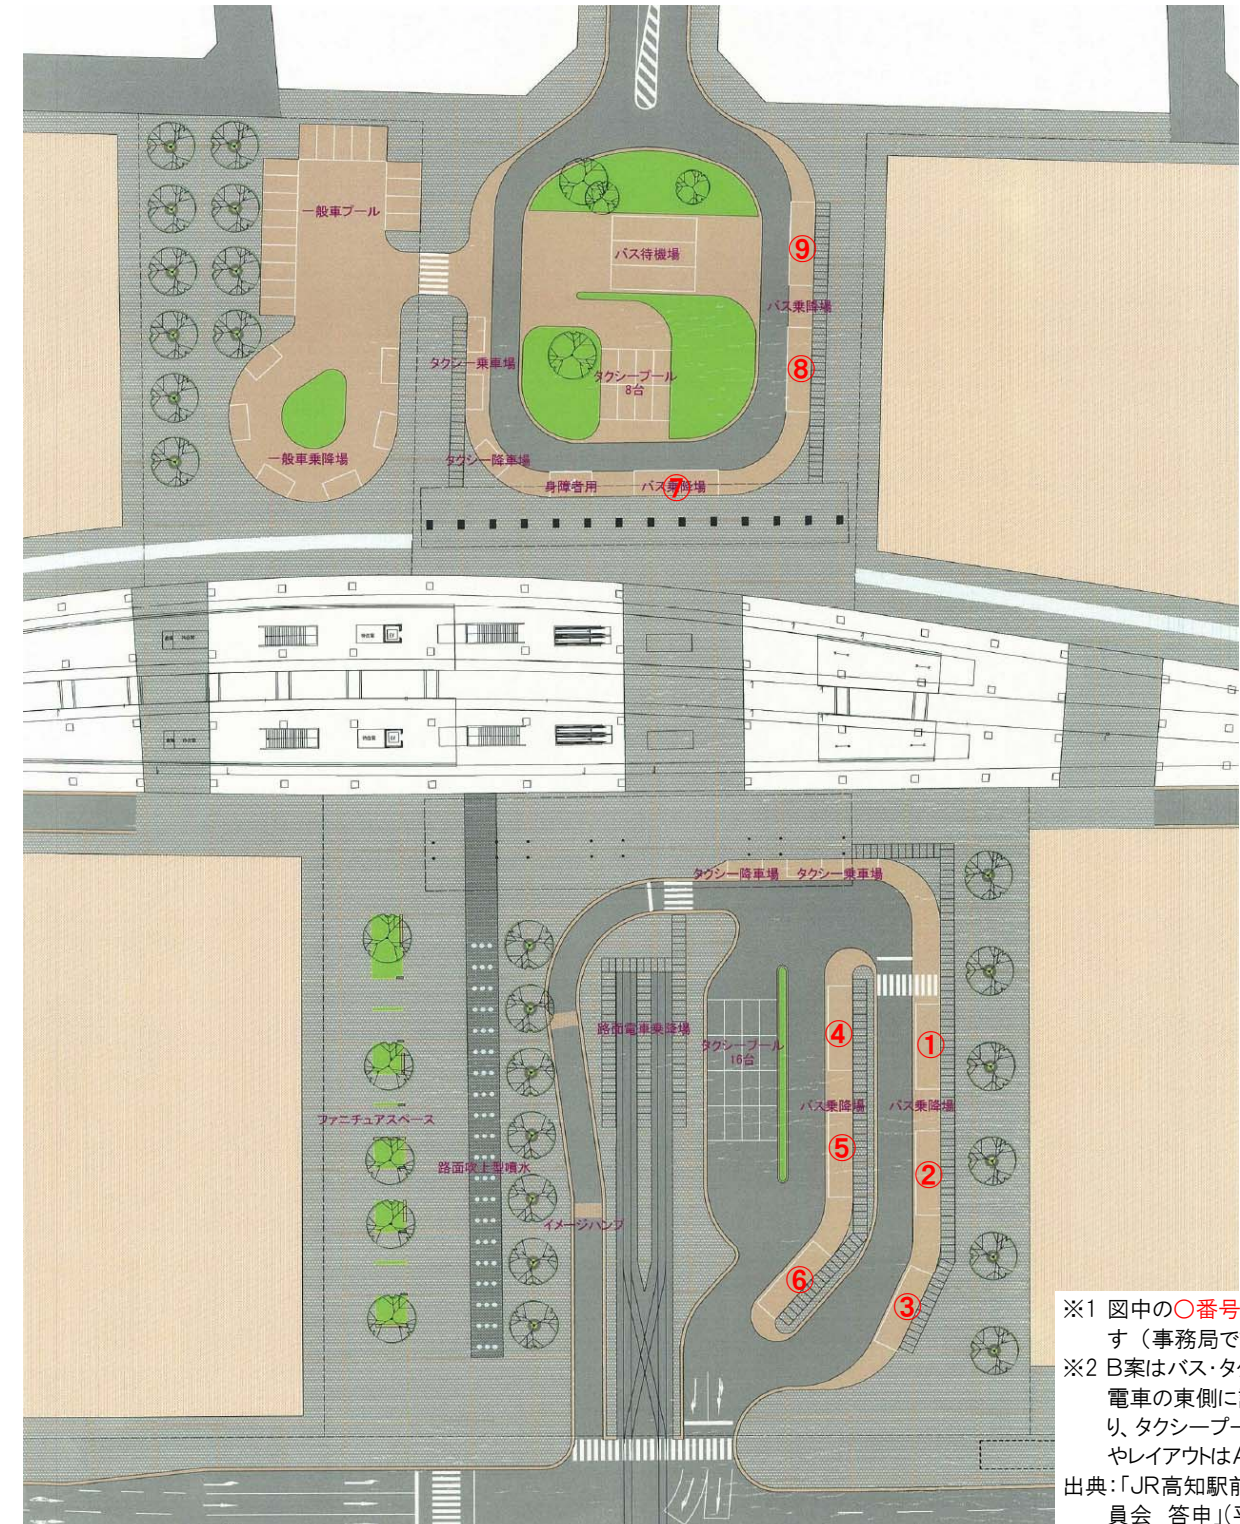 一般車プール
バス待機場
⑨
バス乗降場
タクシー乗車場
⑧
タクシープール
8台
一般車乗降場
タクシー降車場
身障者用
バス乗降場
⑦
タクシー降車場
タクシー乗車場
路面電車乗降場
④
①
タクシープール
16台
バス乗降場
バス乗降場
ファニチュアスペース
⑤
路面吹上型噴水
②
イメージハンプ
⑥
③
※1 図中の○番号
す（事務局で
※2 B案はバス・タク
電車の東側に
り、タクシープー
やレイアウトはA
出典:「JR高知駅前
員会 答申」(平